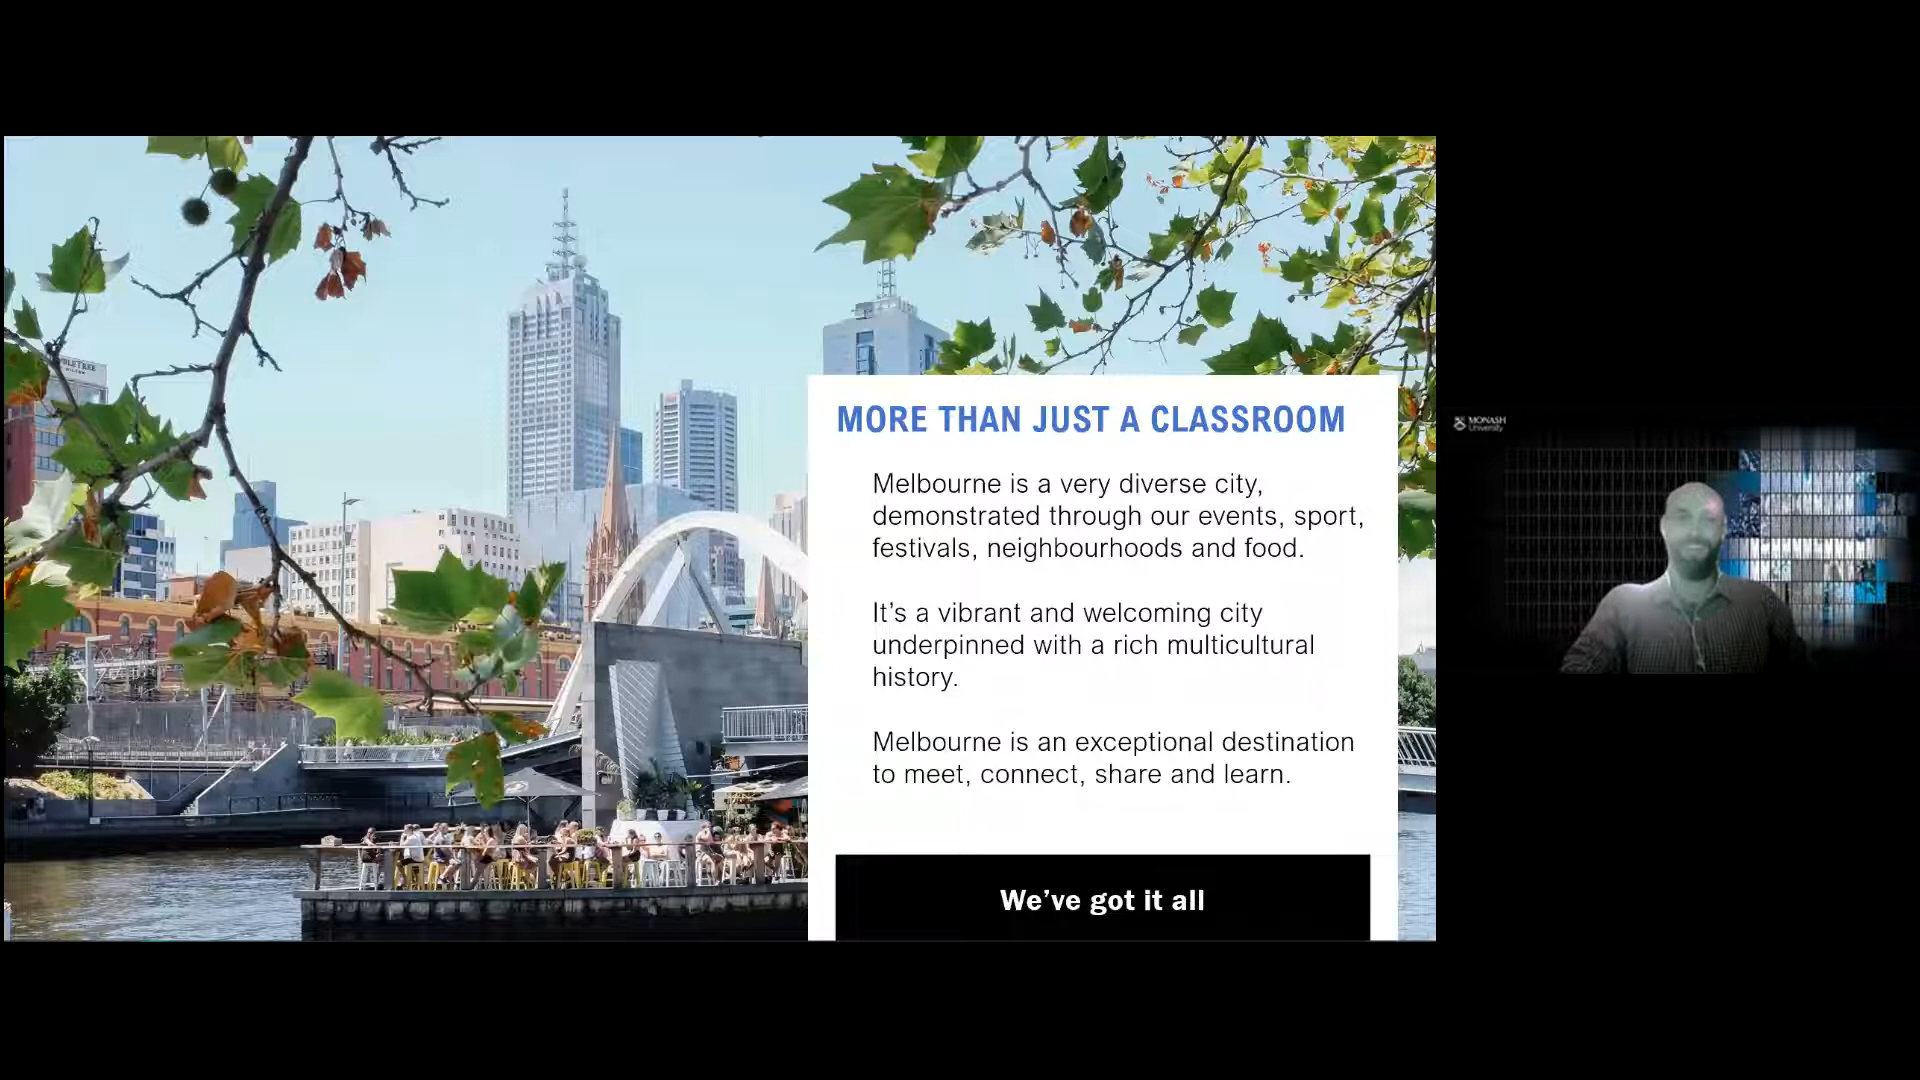 MORE THAN JUST A CLASSROOM
Melbourne is a very diverse city,
demonstrated through our events, sport,
festivals, neighbourhoods and food.
It’s a vibrant and welcoming city
underpinned with a rich multicultural
history.
Melbourne is an exceptional destination
to meet, connect, share and learn.
We’ve got it all
MONASH
University